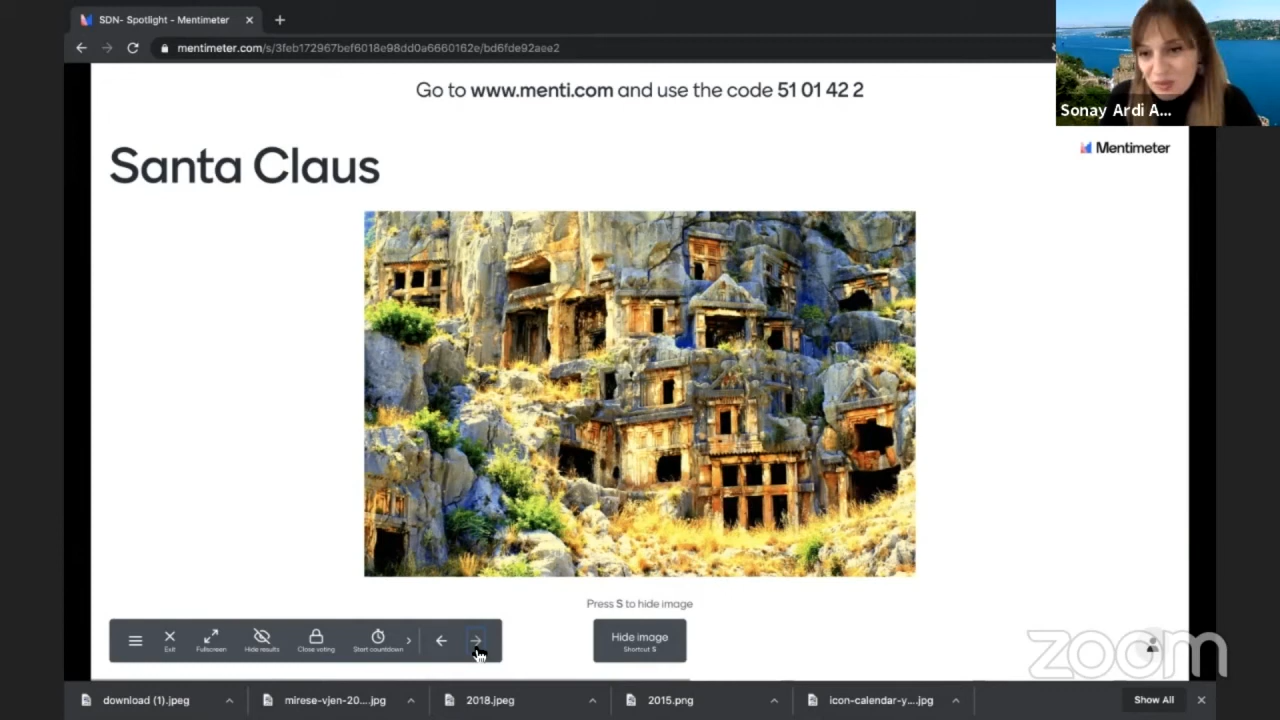 SDN- Spotlight - Mentimeter
mentimeter.com/s/3feb172967bef6018e98dd0a6660162e/bd6fde92aee2
Go to www.menti.com and use the code 51 01 42 2
Sonay Ardi A...
Mentimeter
Santa Claus
Press S to hide image
Exit
Fullscreen
Hide results
Close voting
Start countdown
Hide image
Shortcut S
zoom
download (1).jpeg
mirese-vjen-20....jpg
2018.jpeg
2015.png
icon-calendar-y....jpg
Show All